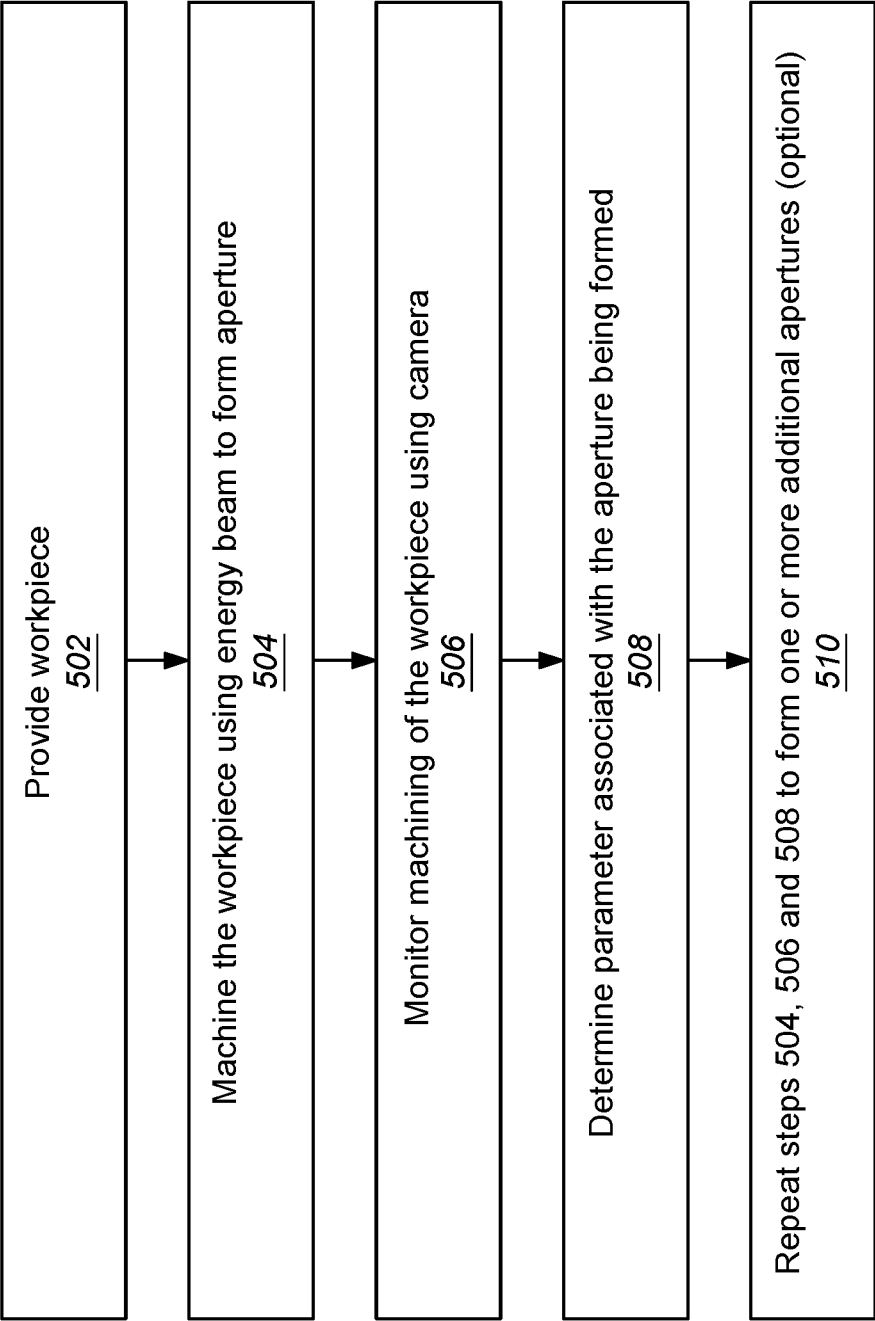 Provide workpiece
502
Machine the workpiece using energy beam to form aperture
504
Monitor machining of the workpiece using camera
506
Determine parameter associated with the aperture being formed
508
Repeat steps 504, 506 and 508 to form one or more additional apertures (optional)
510